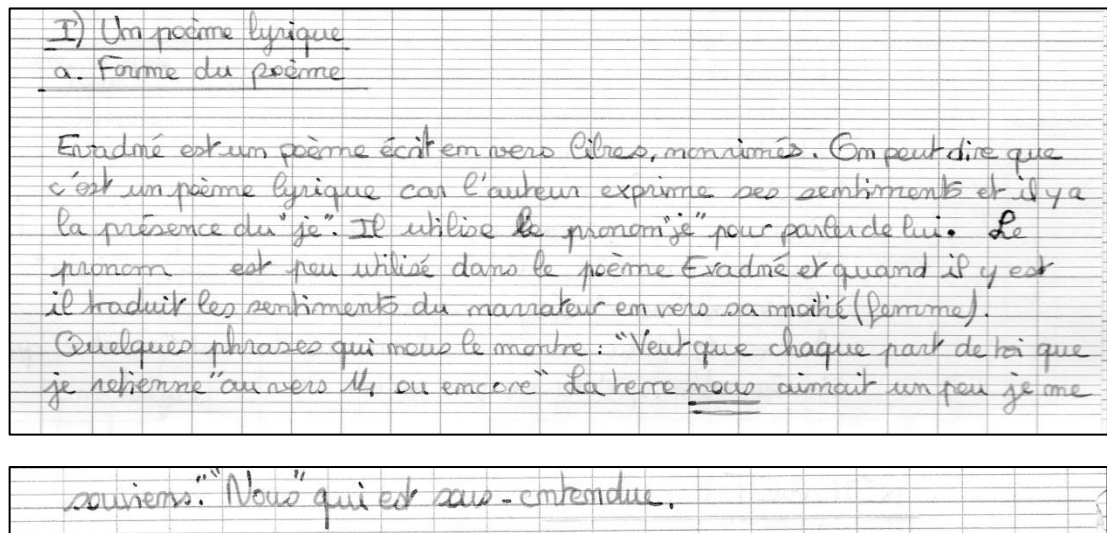 I) Un poème lyrique
a. Forme du poème
Evadné est un poème écrit en vers libres, non rimés. On peut dire que
c'est un poème lyrique car l'auteur exprime ses sentiments et il y a
la présence du "je". Il utilise le pronom "je" pour parler de lui. Le
pronom est peu utilisé dans le poème Evadné et quand il y est
il traduit les sentiments du narrateur en vers sa moitié (femme).
Quelques phrases qui nous le montre : "Veut que chaque part de toi que
je retienne" au vers 14 ou encore "La terre nous aimait un peu je me
souviens." "Nous" qui est sous-entendue.